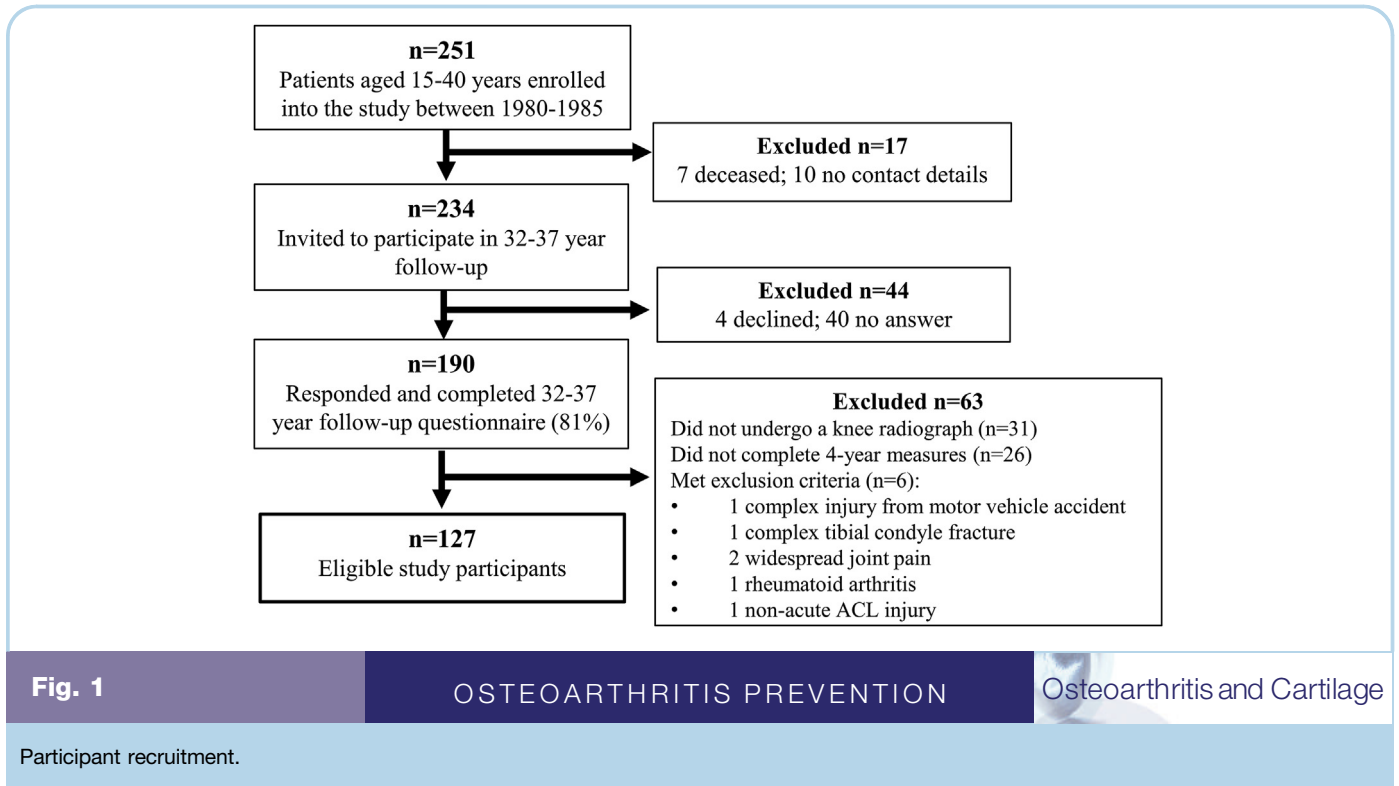 n=251
Patients aged 15-40 years enrolled
into the study between 1980-1985
Excluded n=17
7 deceased; 10 no contact details
n=234
Invited to participate in 32-37 year
follow-up
Excluded n=44
4 declined; 40 no answer
n=190
Responded and completed 32-37
year follow-up questionnaire (81%)
Excluded n=63
Did not undergo a knee radiograph (n=31)
Did not complete 4-year measures (n=26)
Met exclusion criteria (n=6):
• 1 complex injury from motor vehicle accident
• 1 complex tibial condyle fracture
• 2 widespread joint pain
• 1 rheumatoid arthritis
• 1 non-acute ACL injury
n=127
Eligible study participants
Fig. 1
OSTEOARTHRITIS PREVENTION
Osteoarthritis and Cartilage
Participant recruitment.